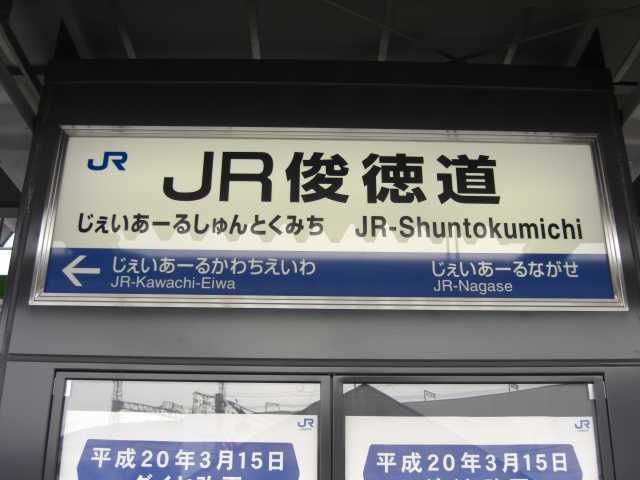 JR JR俊徳道
じぇいあーるしゅんとくみち JR-Shuntokumichi
じぇいあーるかわちえいわ じぇいあーるながせ
JR-Kawachi-Eiwa JR-Nagase
JR JR
平成20年3月15日 平成20年3月15日